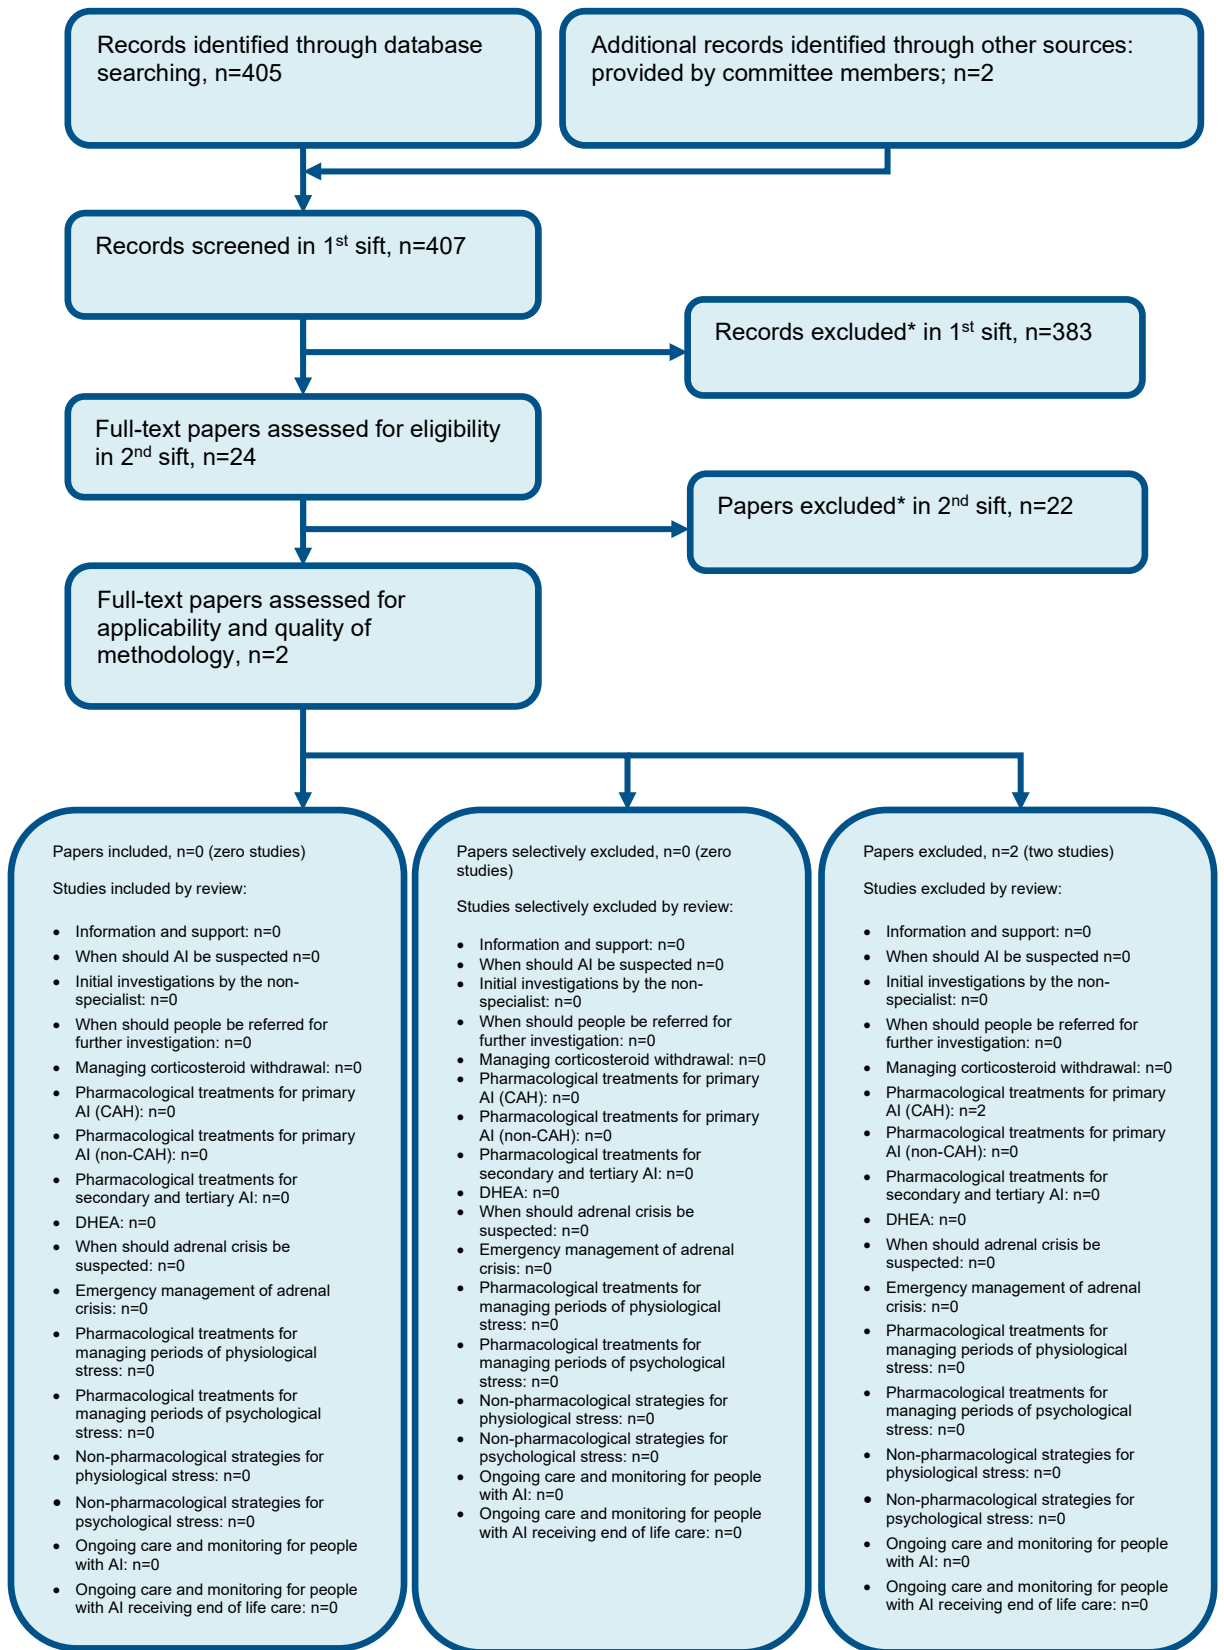 Records identified through database
searching, n=405
Additional records identified through other sources:
provided by committee members; n=2
Records screened in 1st sift, n=407
Records excluded* in 1st sift, n=383
Full-text papers assessed for eligibility
in 2nd sift, n=24
Papers excluded* in 2nd sift, n=22
Full-text papers assessed for
applicability and quality of
methodology, n=2
Papers included, n=0 (zero studies)
Studies included by review:
• Information and support: n=0
• When should AI be suspected n=0
• Initial investigations by the non-
specialist: n=0
• When should people be referred for
further investigation: n=0
• Managing corticosteroid withdrawal: n=0
• Pharmacological treatments for primary
AI (CAH): n=0
• Pharmacological treatments for primary
AI (non-CAH): n=0
• Pharmacological treatments for
secondary and tertiary AI: n=0
• DHEA: n=0
• When should adrenal crisis be
suspected: n=0
• Emergency management of adrenal
crisis: n=0
• Pharmacological treatments for
managing periods of physiological
stress: n=0
• Pharmacological treatments for
managing periods of psychological
stress: n=0
• Non-pharmacological strategies for
physiological stress: n=0
• Non-pharmacological strategies for
psychological stress: n=0
• Ongoing care and monitoring for people
with AI: n=0
• Ongoing care and monitoring for people
with AI receiving end of life care: n=0
Papers selectively excluded, n=0 (zero
studies)
Studies selectively excluded by review:
• Information and support: n=0
• When should AI be suspected n=0
• Initial investigations by the non-
specialist: n=0
• When should people be referred for
further investigation: n=0
• Managing corticosteroid withdrawal: n=0
• Pharmacological treatments for primary
AI (CAH): n=0
• Pharmacological treatments for primary
AI (non-CAH): n=0
• Pharmacological treatments for
secondary and tertiary AI: n=0
• DHEA: n=0
• When should adrenal crisis be
suspected: n=0
• Emergency management of adrenal
crisis: n=0
• Pharmacological treatments for
managing periods of physiological
stress: n=0
• Pharmacological treatments for
managing periods of psychological
stress: n=0
• Non-pharmacological strategies for
physiological stress: n=0
• Non-pharmacological strategies for
psychological stress: n=0
• Ongoing care and monitoring for people
with AI: n=0
• Ongoing care and monitoring for people
with AI receiving end of life care: n=0
Papers excluded, n=2 (two studies)
Studies excluded by review:
• Information and support: n=0
• When should AI be suspected n=0
• Initial investigations by the non-
specialist: n=0
• When should people be referred for
further investigation: n=0
• Managing corticosteroid withdrawal: n=0
• Pharmacological treatments for primary
AI (CAH): n=2
• Pharmacological treatments for primary
AI (non-CAH): n=0
• Pharmacological treatments for
secondary and tertiary AI: n=0
• DHEA: n=0
• When should adrenal crisis be
suspected: n=0
• Emergency management of adrenal
crisis: n=0
• Pharmacological treatments for
managing periods of physiological
stress: n=0
• Pharmacological treatments for
managing periods of psychological
stress: n=0
• Non-pharmacological strategies for
physiological stress: n=0
• Non-pharmacological strategies for
psychological stress: n=0
• Ongoing care and monitoring for people
with AI: n=0
• Ongoing care and monitoring for people
with AI receiving end of life care: n=0